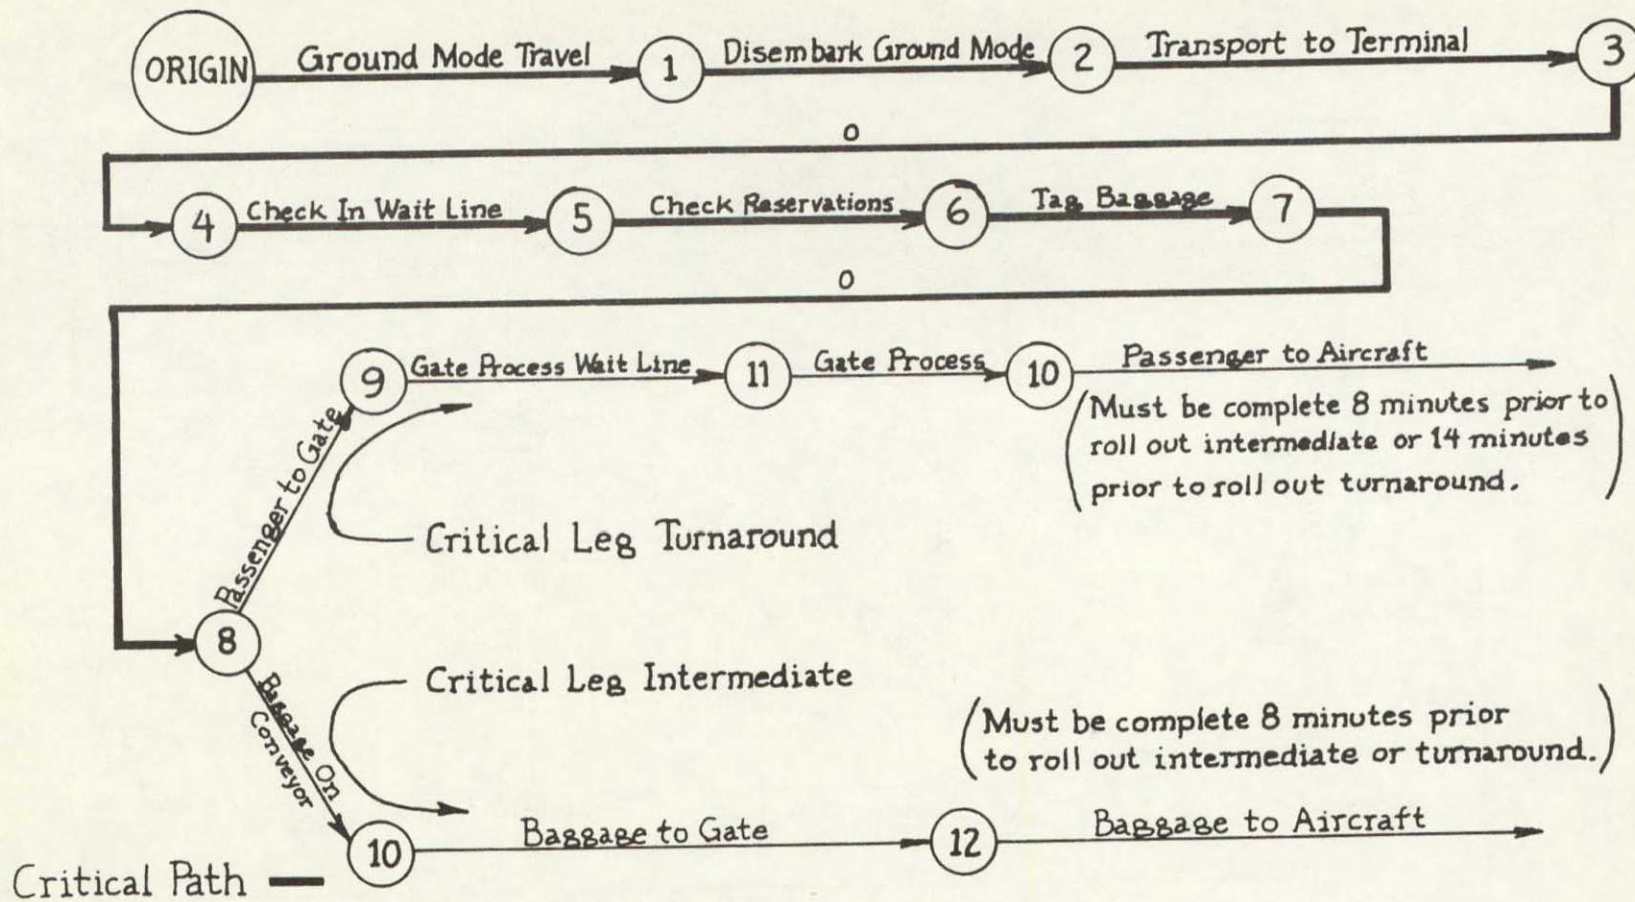 ORIGIN
Ground Mode Travel
1
Disembark Ground Mode
2
Transport to Terminal
3
0
4
Check In Wait Line
5
Check Reservations
6
Tag Baggage
7
0
9
Gate Process Wait Line
11
Gate Process
10
Passenger to Aircraft
(Must be complete 8 minutes prior to
roll out intermediate or 14 minutes
prior to roll out turnaround.)
Passenger to Gate
Critical Leg Turnaround
8
Critical Leg Intermediate
Baggage On
Conveyor
(Must be complete 8 minutes prior
to roll out intermediate or turnaround.)
10
Baggage to Gate
12
Baggage to Aircraft
Critical Path